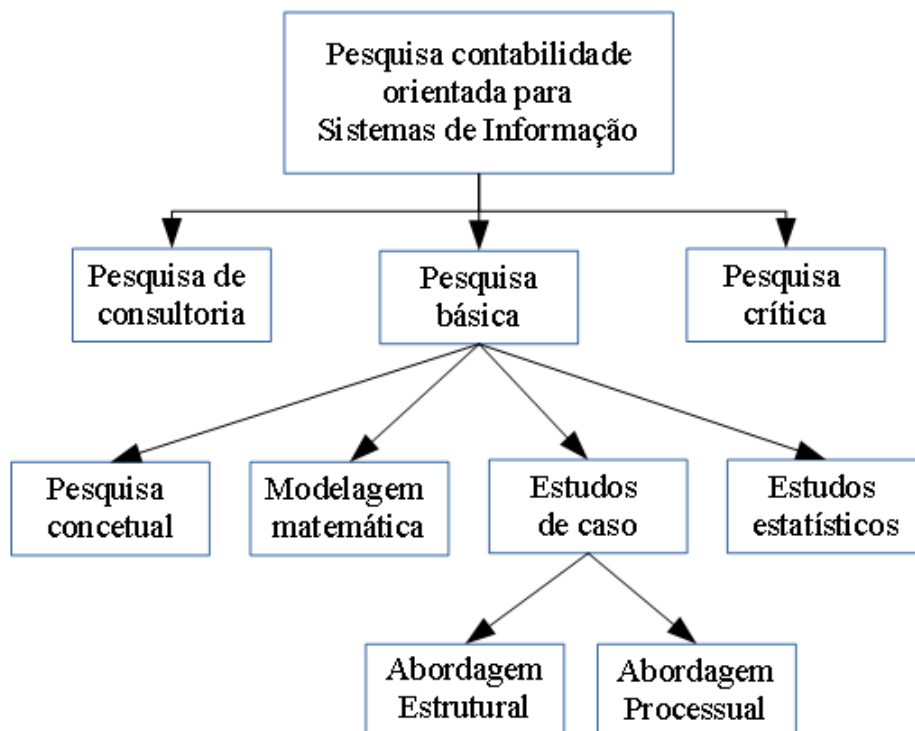 Pesquisa contabilidade
orientada para
Sistemas de Informação
Pesquisa de
consultoria
Pesquisa
básica
Pesquisa
crítica
Pesquisa
concetual
Modelagem
matemática
Estudos
de caso
Estudos
estatísticos
Abordagem
Estrutural
Abordagem
Processual